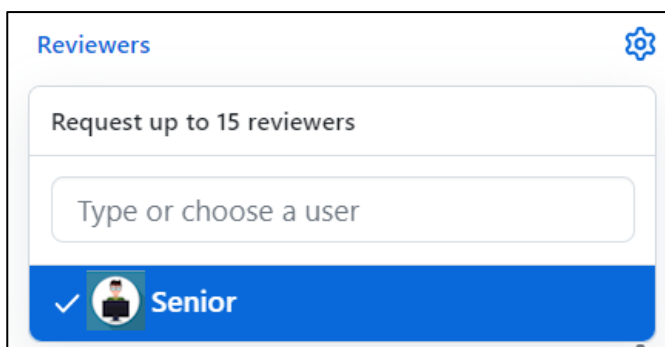 Reviewers
Request up to 15 reviewers
Type or choose a user
Senior